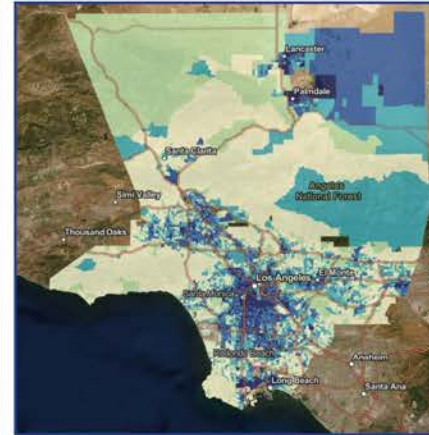 Lancaster
Palmdale
Santa Clarita
Angeles
National Forest
Simi Valley
Thousand Oaks
Los Angeles
El Monte
Santa Monica
Redondo Beach
Anaheim
Long Beach
Santa Ana